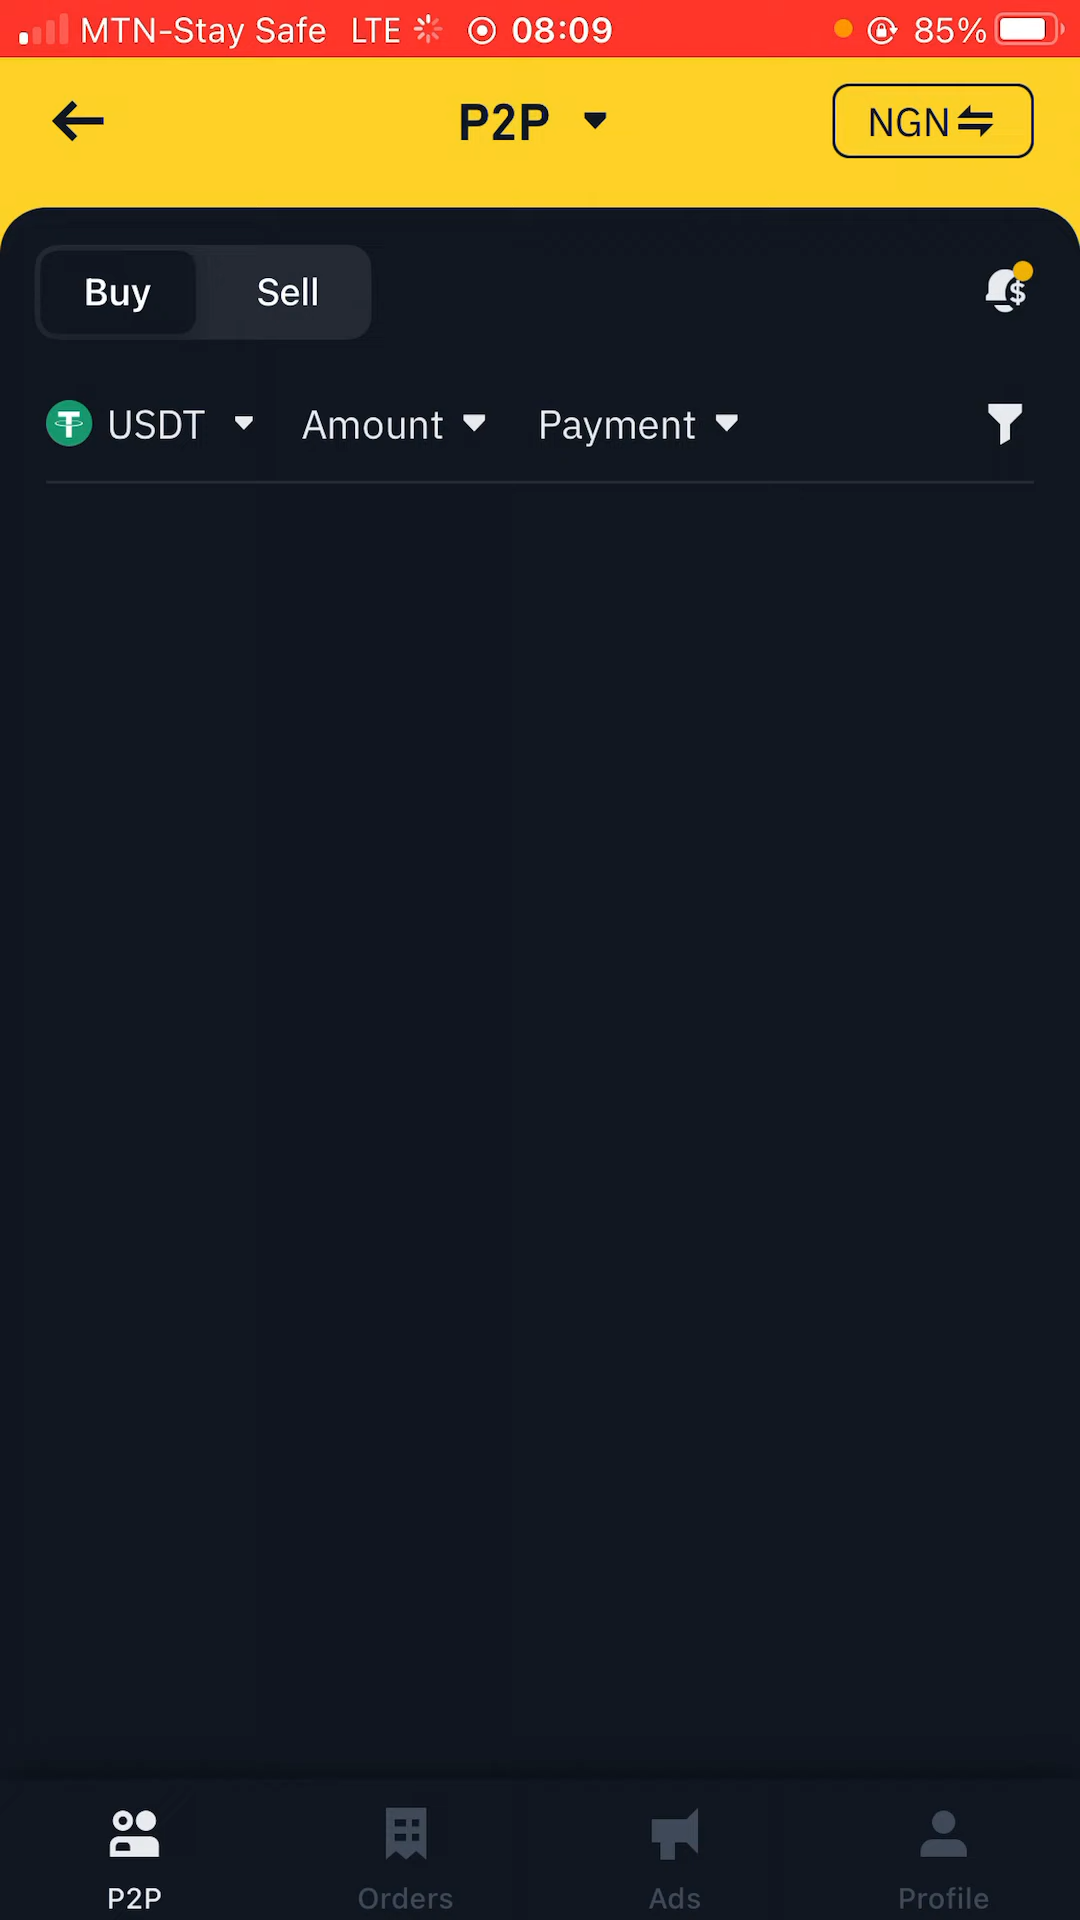 MTN-Stay Safe LTE 08:09 85%
P2P NGN
Buy Sell
USDT Amount Payment
P2P Orders Ads Profile